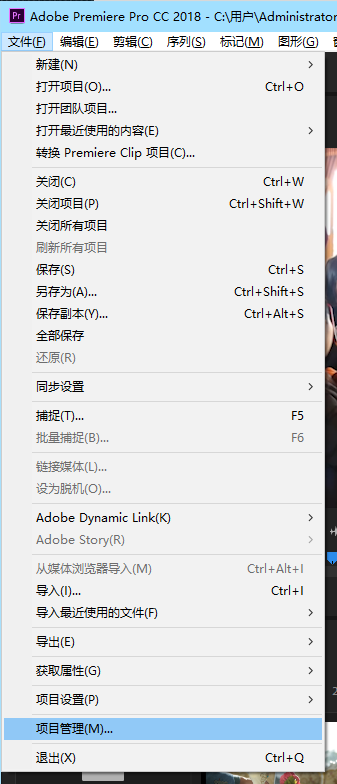 Adobe Premiere Pro CC 2018 - C:\用户\Administrator
文件(F) 编辑(E) 剪辑(C) 序列(S) 标记(M) 图形(G)
新建(N)
打开项目(O)... Ctrl+O
打开团队项目...
打开最近使用的内容(E)
转换 Premiere Clip 项目(C)...
关闭(C) Ctrl+W
关闭项目(P) Ctrl+Shift+W
关闭所有项目
刷新所有项目
保存(S) Ctrl+S
另存为(A)... Ctrl+Shift+S
保存副本(Y)... Ctrl+Alt+S
全部保存
还原(R)
同步设置
捕捉(T)... F5
批量捕捉(B)... F6
链接媒体(L)...
设为脱机(O)...
Adobe Dynamic Link(K)
Adobe Story(R)
从媒体浏览器导入(M) Ctrl+Alt+I
导入(I)... Ctrl+I
导入最近使用的文件(F)
导出(E)
获取属性(G)
项目设置(P)
项目管理(M)...
退出(X) Ctrl+Q